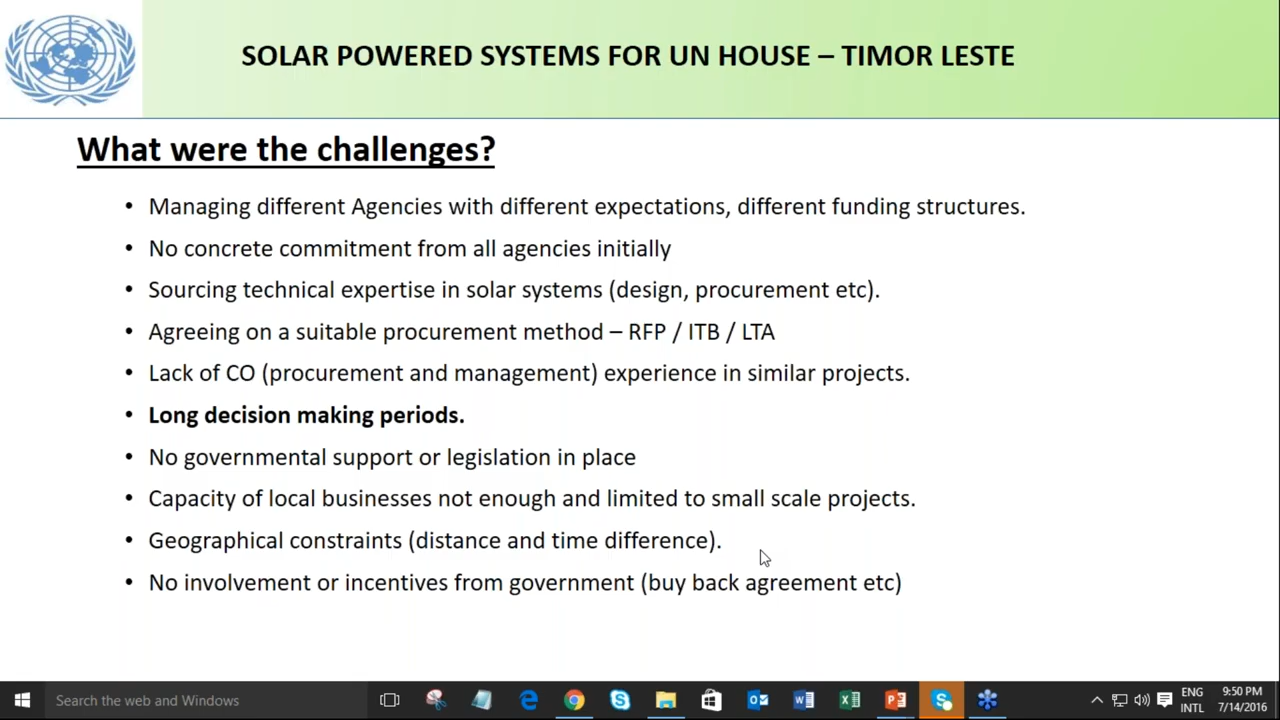 SOLAR POWERED SYSTEMS FOR UN HOUSE – TIMOR LESTE
What were the challenges?
• Managing different Agencies with different expectations, different funding structures.
• No concrete commitment from all agencies initially
• Sourcing technical expertise in solar systems (design, procurement etc).
• Agreeing on a suitable procurement method – RFP / ITB / LTA
• Lack of CO (procurement and management) experience in similar projects.
• Long decision making periods.
• No governmental support or legislation in place
• Capacity of local businesses not enough and limited to small scale projects.
• Geographical constraints (distance and time difference).
• No involvement or incentives from government (buy back agreement etc)
Search the web and Windows
ENG
INTL
9:50 PM
7/14/2016